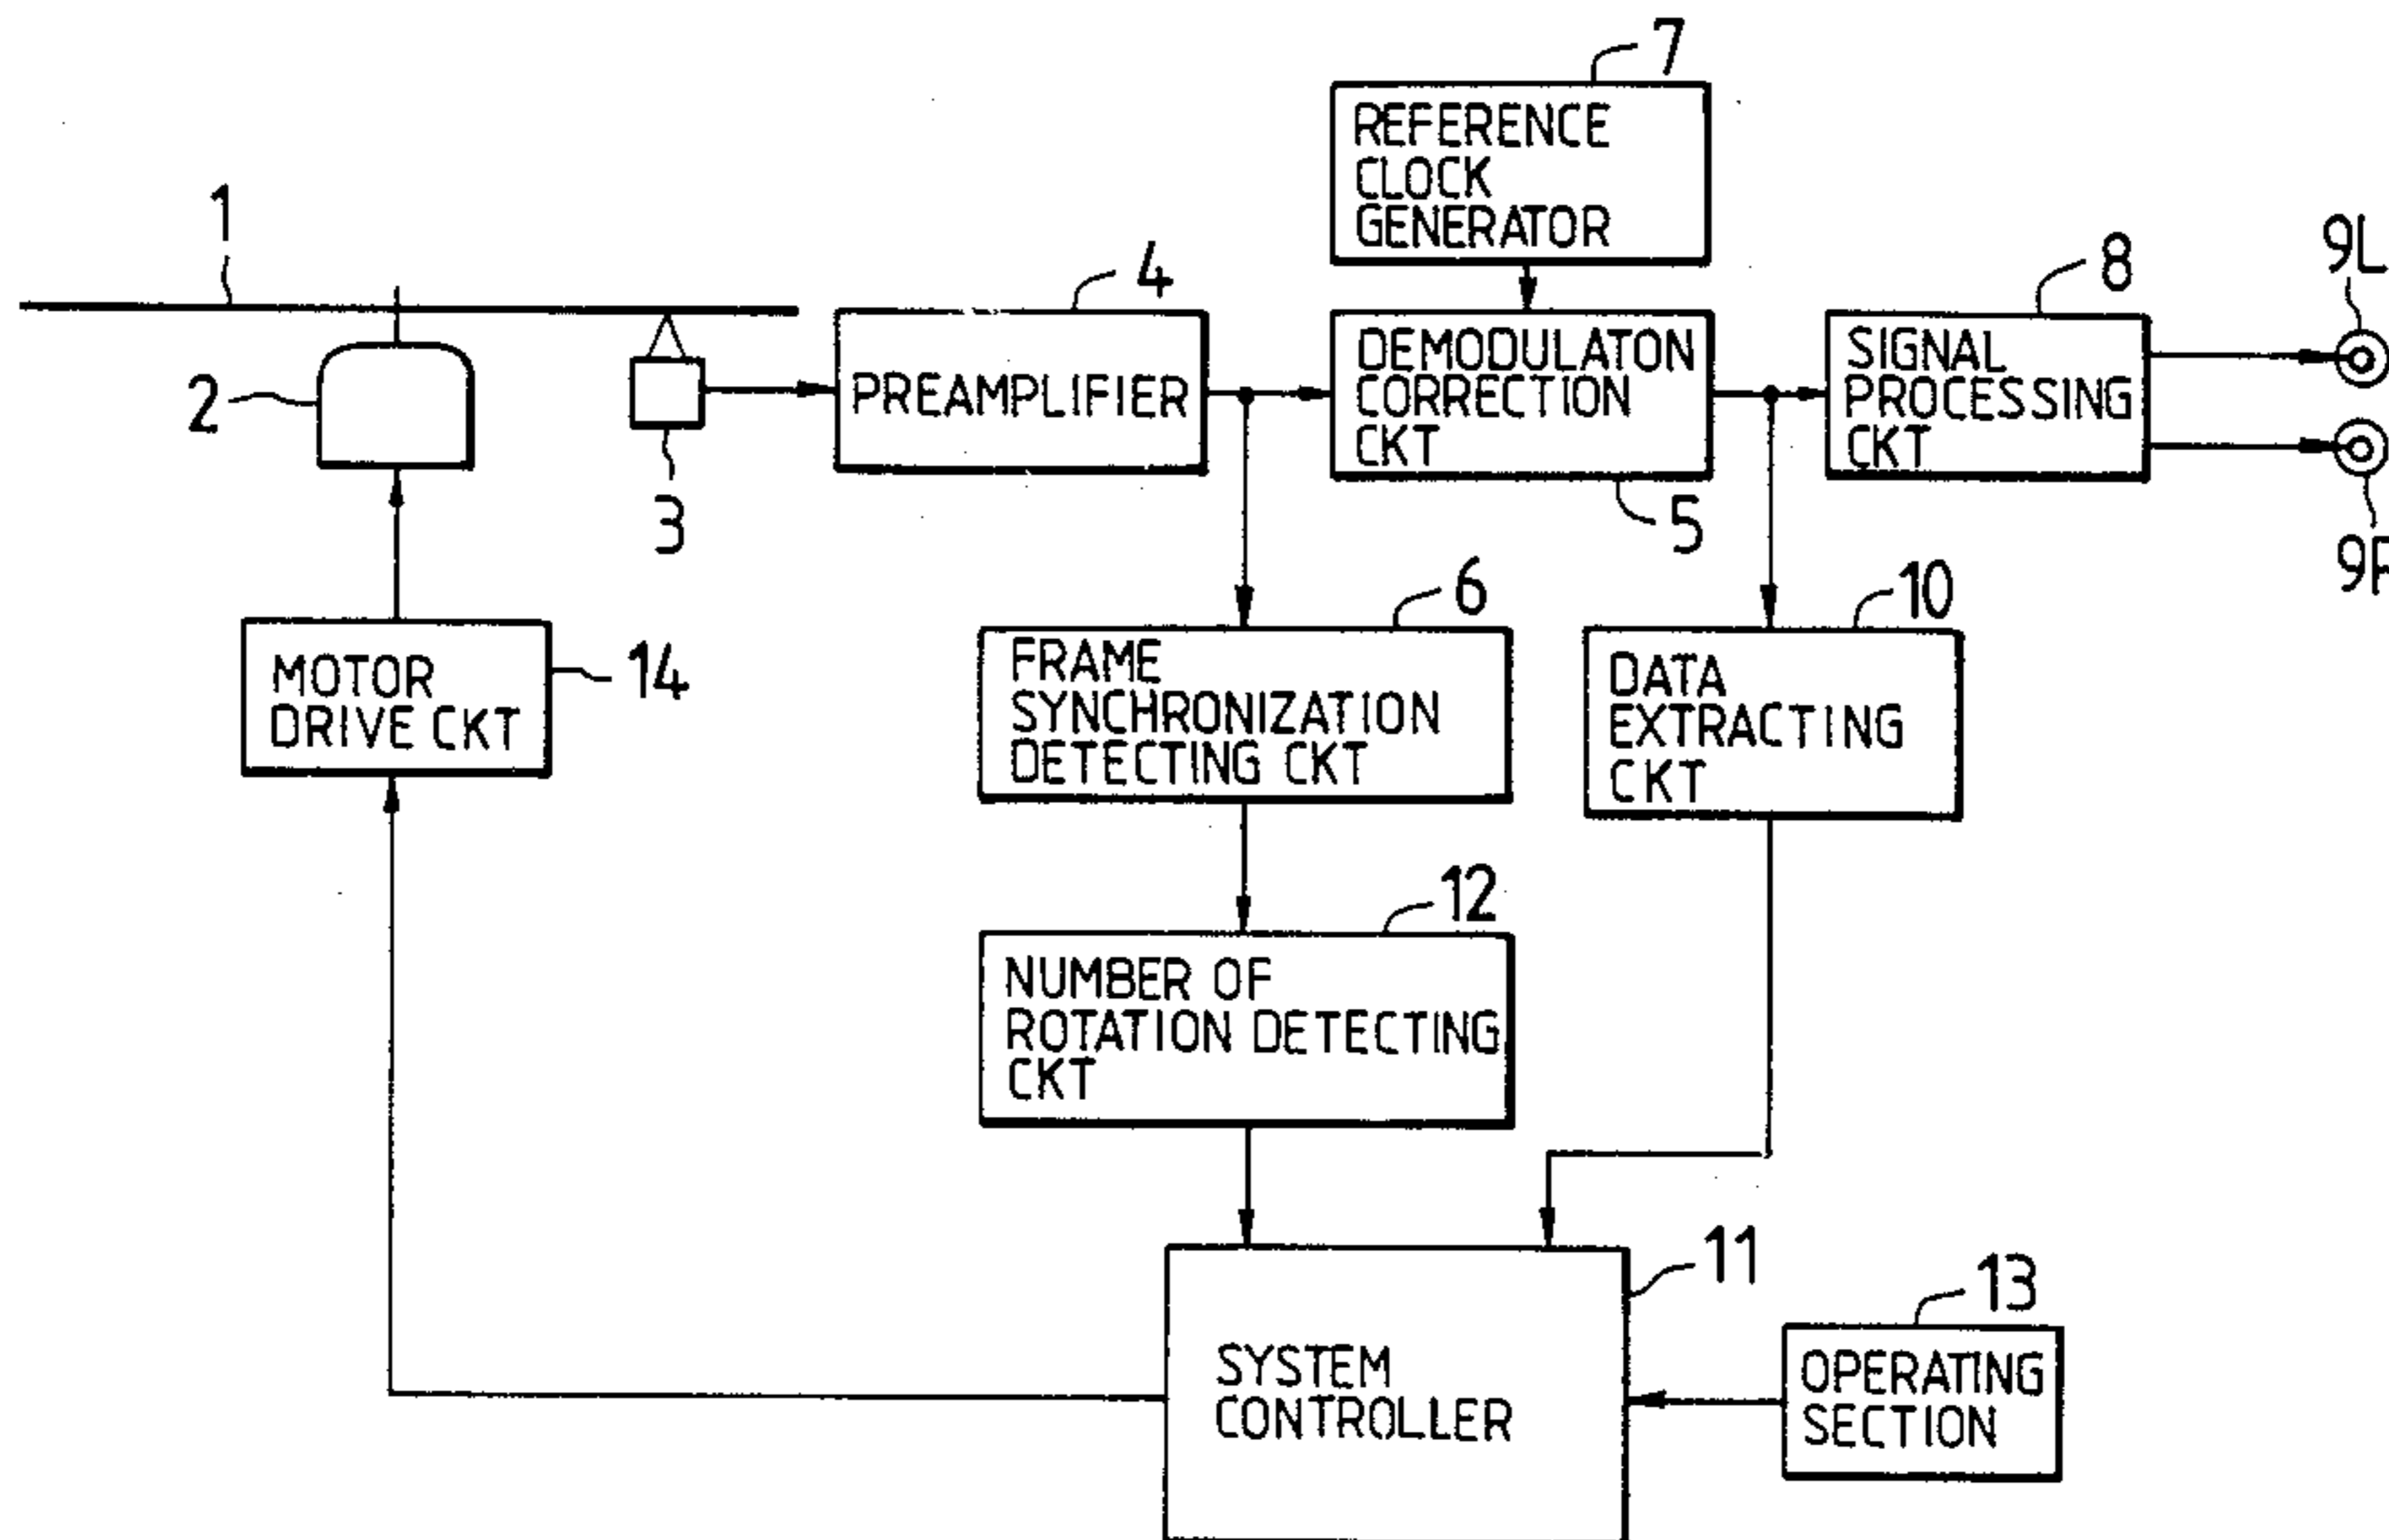 7
REFERENCE
CLOCK
GENERATOR
1
4
8
9L
2
3
PREAMPLIFIER
DEMODULATON
CORRECTION
CKT
5
SIGNAL
PROCESSING
CKT
9R
14
MOTOR
DRIVE CKT
6
FRAME
SYNCHRONIZATION
DETECTING CKT
10
DATA
EXTRACTING
CKT
12
NUMBER OF
ROTATION DETECTING
CKT
11
SYSTEM
CONTROLLER
13
OPERATING
SECTION